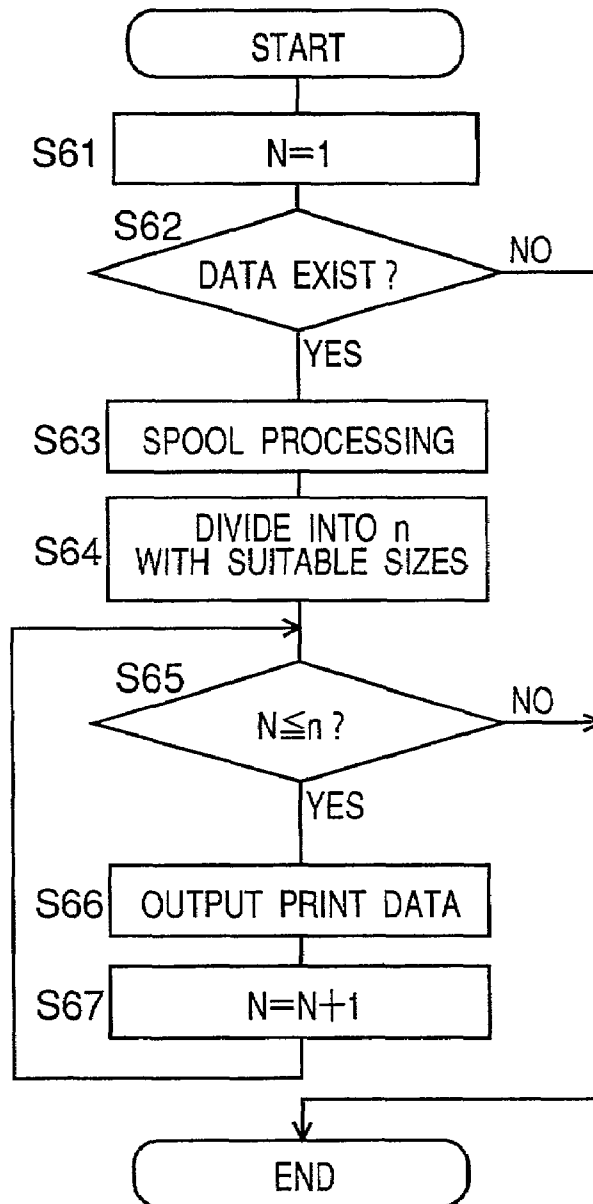 START
S61
N=1
S62
DATA EXIST?
NO
YES
S63
SPOOL PROCESSING
S64
DIVIDE INTO n
WITH SUITABLE SIZES
S65
N≦n?
NO
YES
S66
OUTPUT PRINT DATA
S67
N=N+1
END